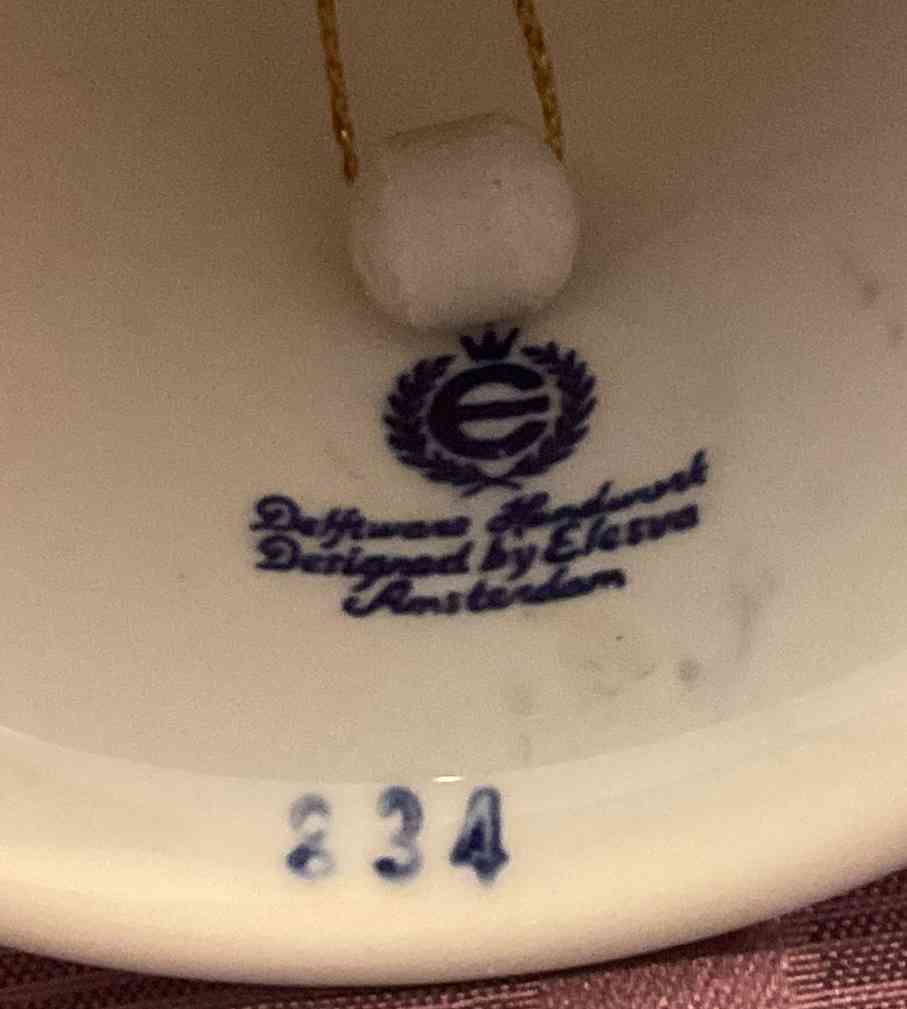 E
Delftware Handwork
Designed by Elesva
Amsterdam
234